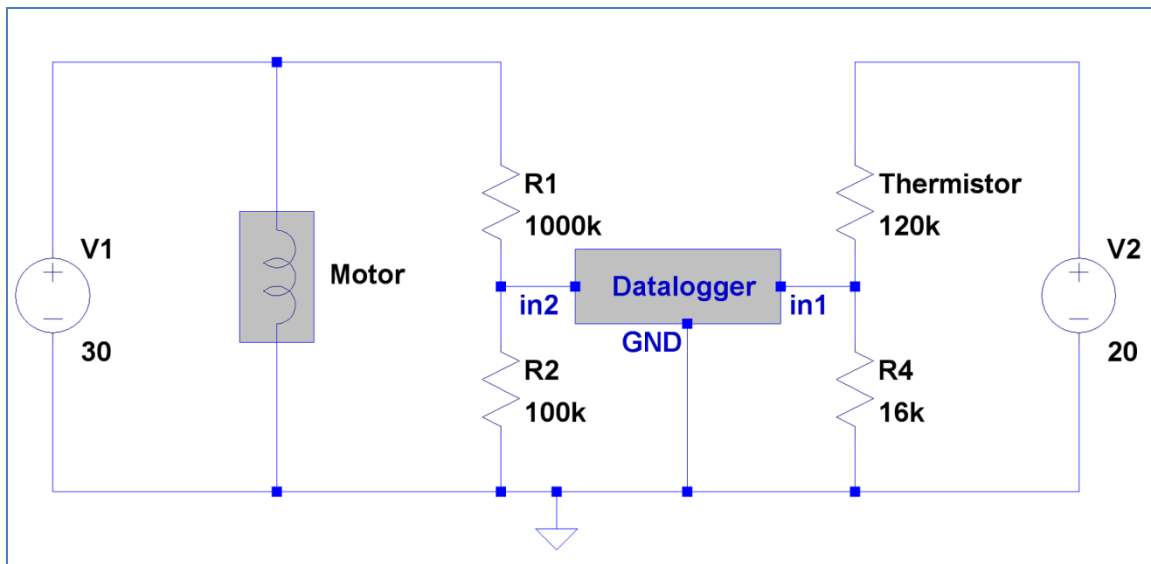 V1
30
Motor
R1
1000k
in2
R2
100k
Datalogger
GND
in1
Thermistor
120k
R4
16k
V2
20